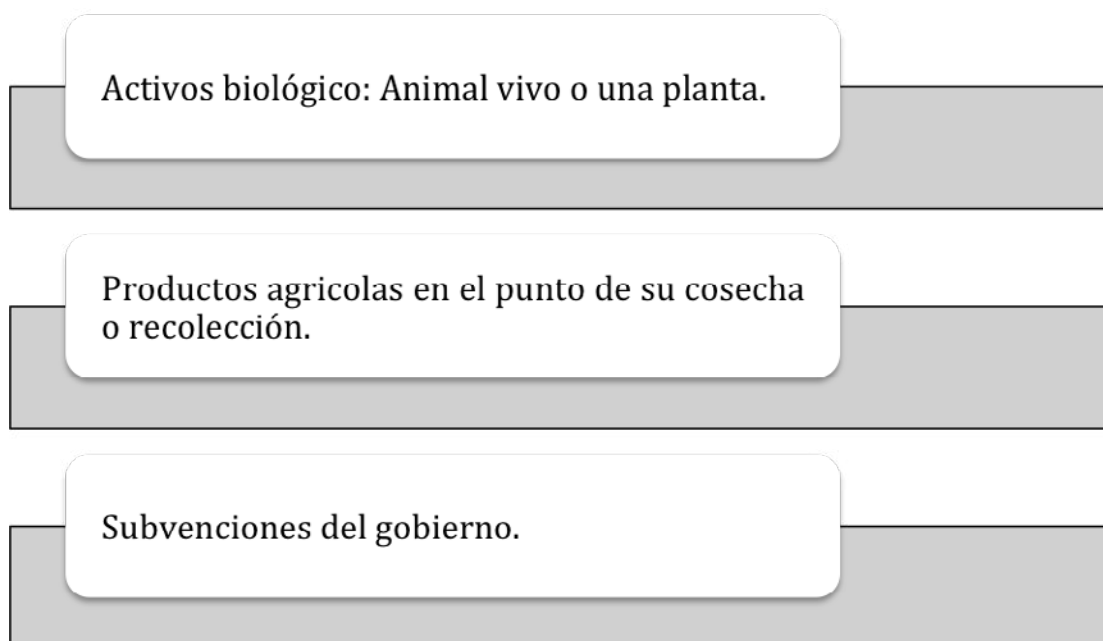 Activos biológico: Animal vivo o una planta.
Productos agricolas en el punto de su cosecha
o recolección.
Subvenciones del gobierno.